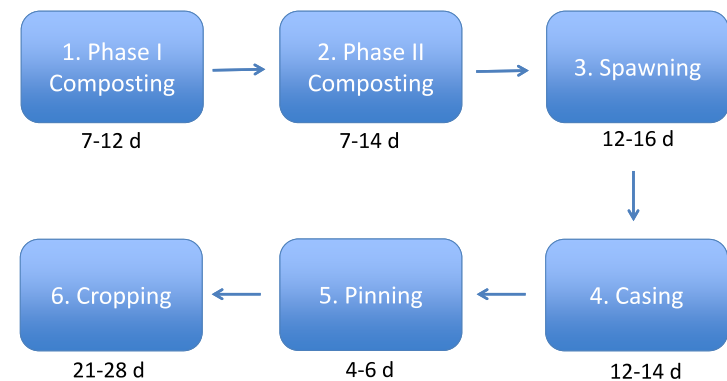 1. Phase I
Composting
7-12 d
2. Phase II
Composting
7-14 d
3. Spawning
12-16 d
4. Casing
12-14 d
5. Pinning
4-6 d
6. Cropping
21-28 d